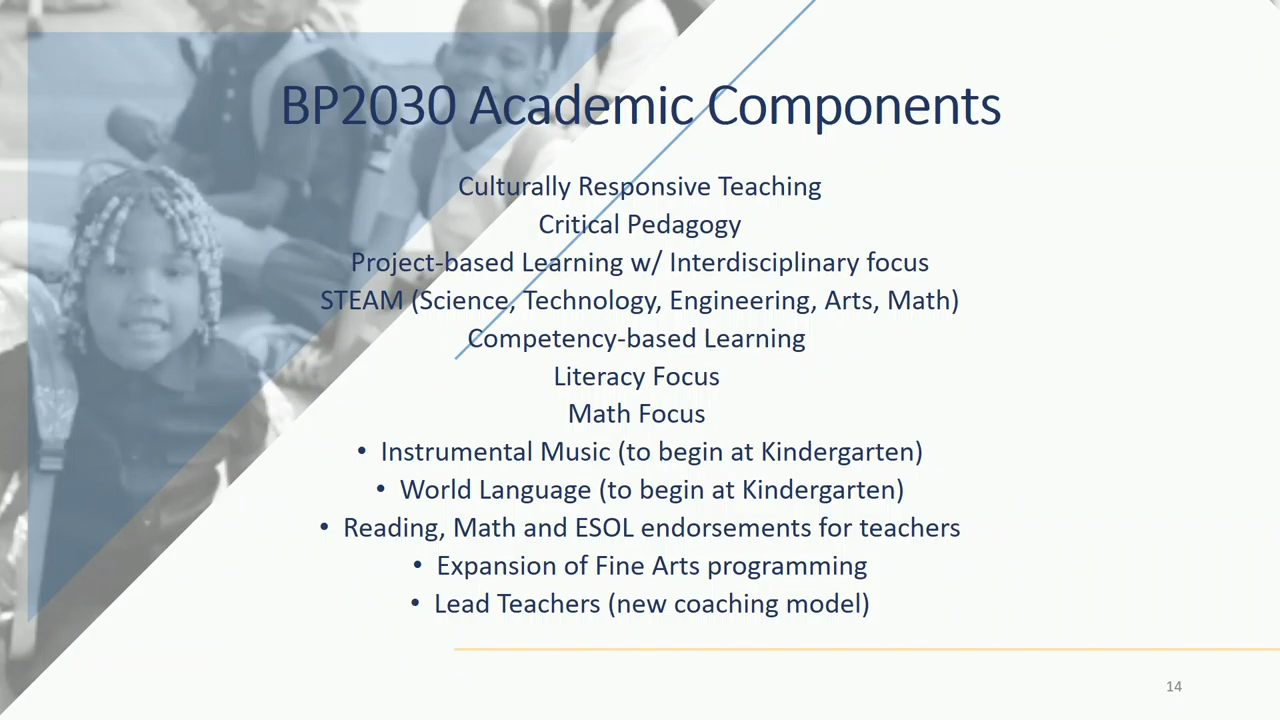 BP2030 Academic Components
Culturally Responsive Teaching
Critical Pedagogy
Project-based Learning w/ Interdisciplinary focus
STEAM (Science, Technology, Engineering, Arts, Math)
Competency-based Learning
Literacy Focus
Math Focus
• Instrumental Music (to begin at Kindergarten)
• World Language (to begin at Kindergarten)
• Reading, Math and ESOL endorsements for teachers
• Expansion of Fine Arts programming
• Lead Teachers (new coaching model)
14